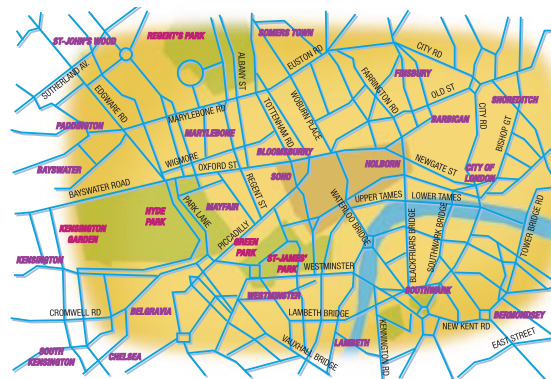 ST-JOHN'S WOOD
REGENT'S PARK
SOMERS TOWN
SUTHERLAND AV.
ALBANY ST
EUSTON RD
CITY RD
FINSBURY
EDGWARE RD
FARRINGTON RD
OLD ST
SHOREDITCH
MARYLEBONE RD
TOTTENHAM RD
WOBURN PLACE
CITY RD
PADDINGTON
MARYLEBONE
BARBICAN
BISHOP GT
WIGMORE
BLOOMSBURRY
HOLBORN
NEWGATE ST
BAYSWATER
OXFORD ST
SOHO
CITY OF
LONDON
BAYSWATER ROAD
REGENT ST
UPPER TAMES
LOWER TAMES
HYDE
PARK
PARK LANE
MAYFAIR
WATERLOO BRIDGE
BLACKFRIARS BRIDGE
SOUTHWARK BRIDGE
TOWER BRIDGE RD
KENSINGTON
GARDEN
PICCADILLY
GREEN
PARK
ST-JAMES'
PARK
KENSINGTON
WESTMINSTER
WESTMINSTER
SOUTHWARK
CROMWELL RD
BELGRAVIA
LAMBETH BRIDGE
BERMONDSEY
NEW KENT RD
SOUTH
KENSINGTON
CHELSEA
VAUXHALL BRIDGE
LAMBETH
KENNINGTON RD
EAST STREET